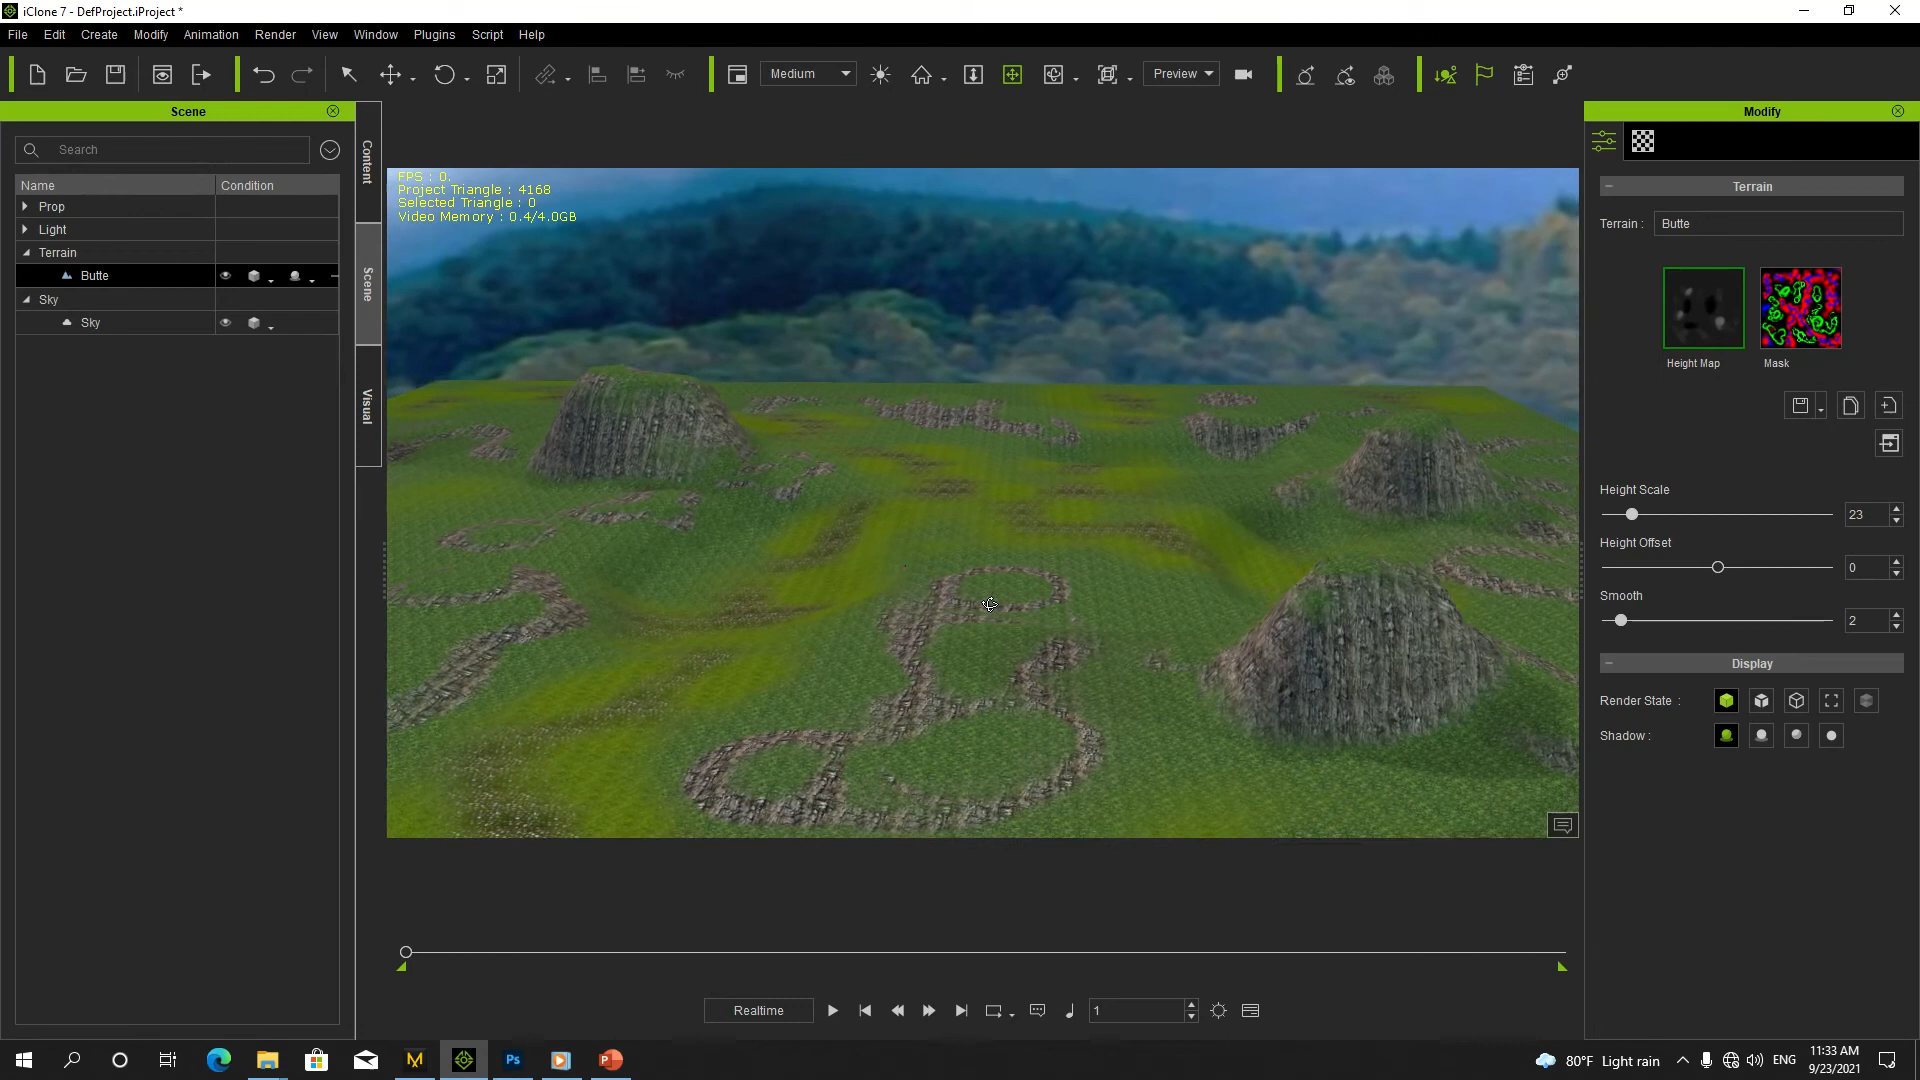 iClone 7 - DefProject.iProject *
File Edit Create Modify Animation Render View Window Plugins Script Help
Medium Preview
Scene
Search
Name Condition
Prop
Light
Terrain
Butte
Sky
Sky
Content
Scene
Visual
FPS : 0.
Project Triangle : 4168
Selected Triangle : 0
Video Memory : 0.4/4.0GB
Modify
Terrain
Terrain : Butte
Height Map Mask
Height Scale
23
Height Offset
0
Smooth
2
Display
Render State :
Shadow :
Realtime 1
Ps
80°F Light rain ENG 11:33 AM
9/23/2021